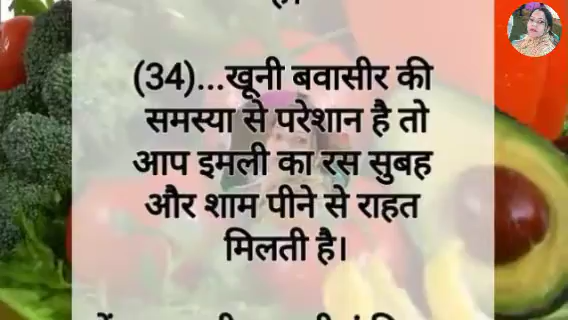 है।
(34)...खूनी बवासीर की
समस्या से परेशान है तो
आप इमली का रस सुबह
और शाम पीने से राहत
मिलती है।